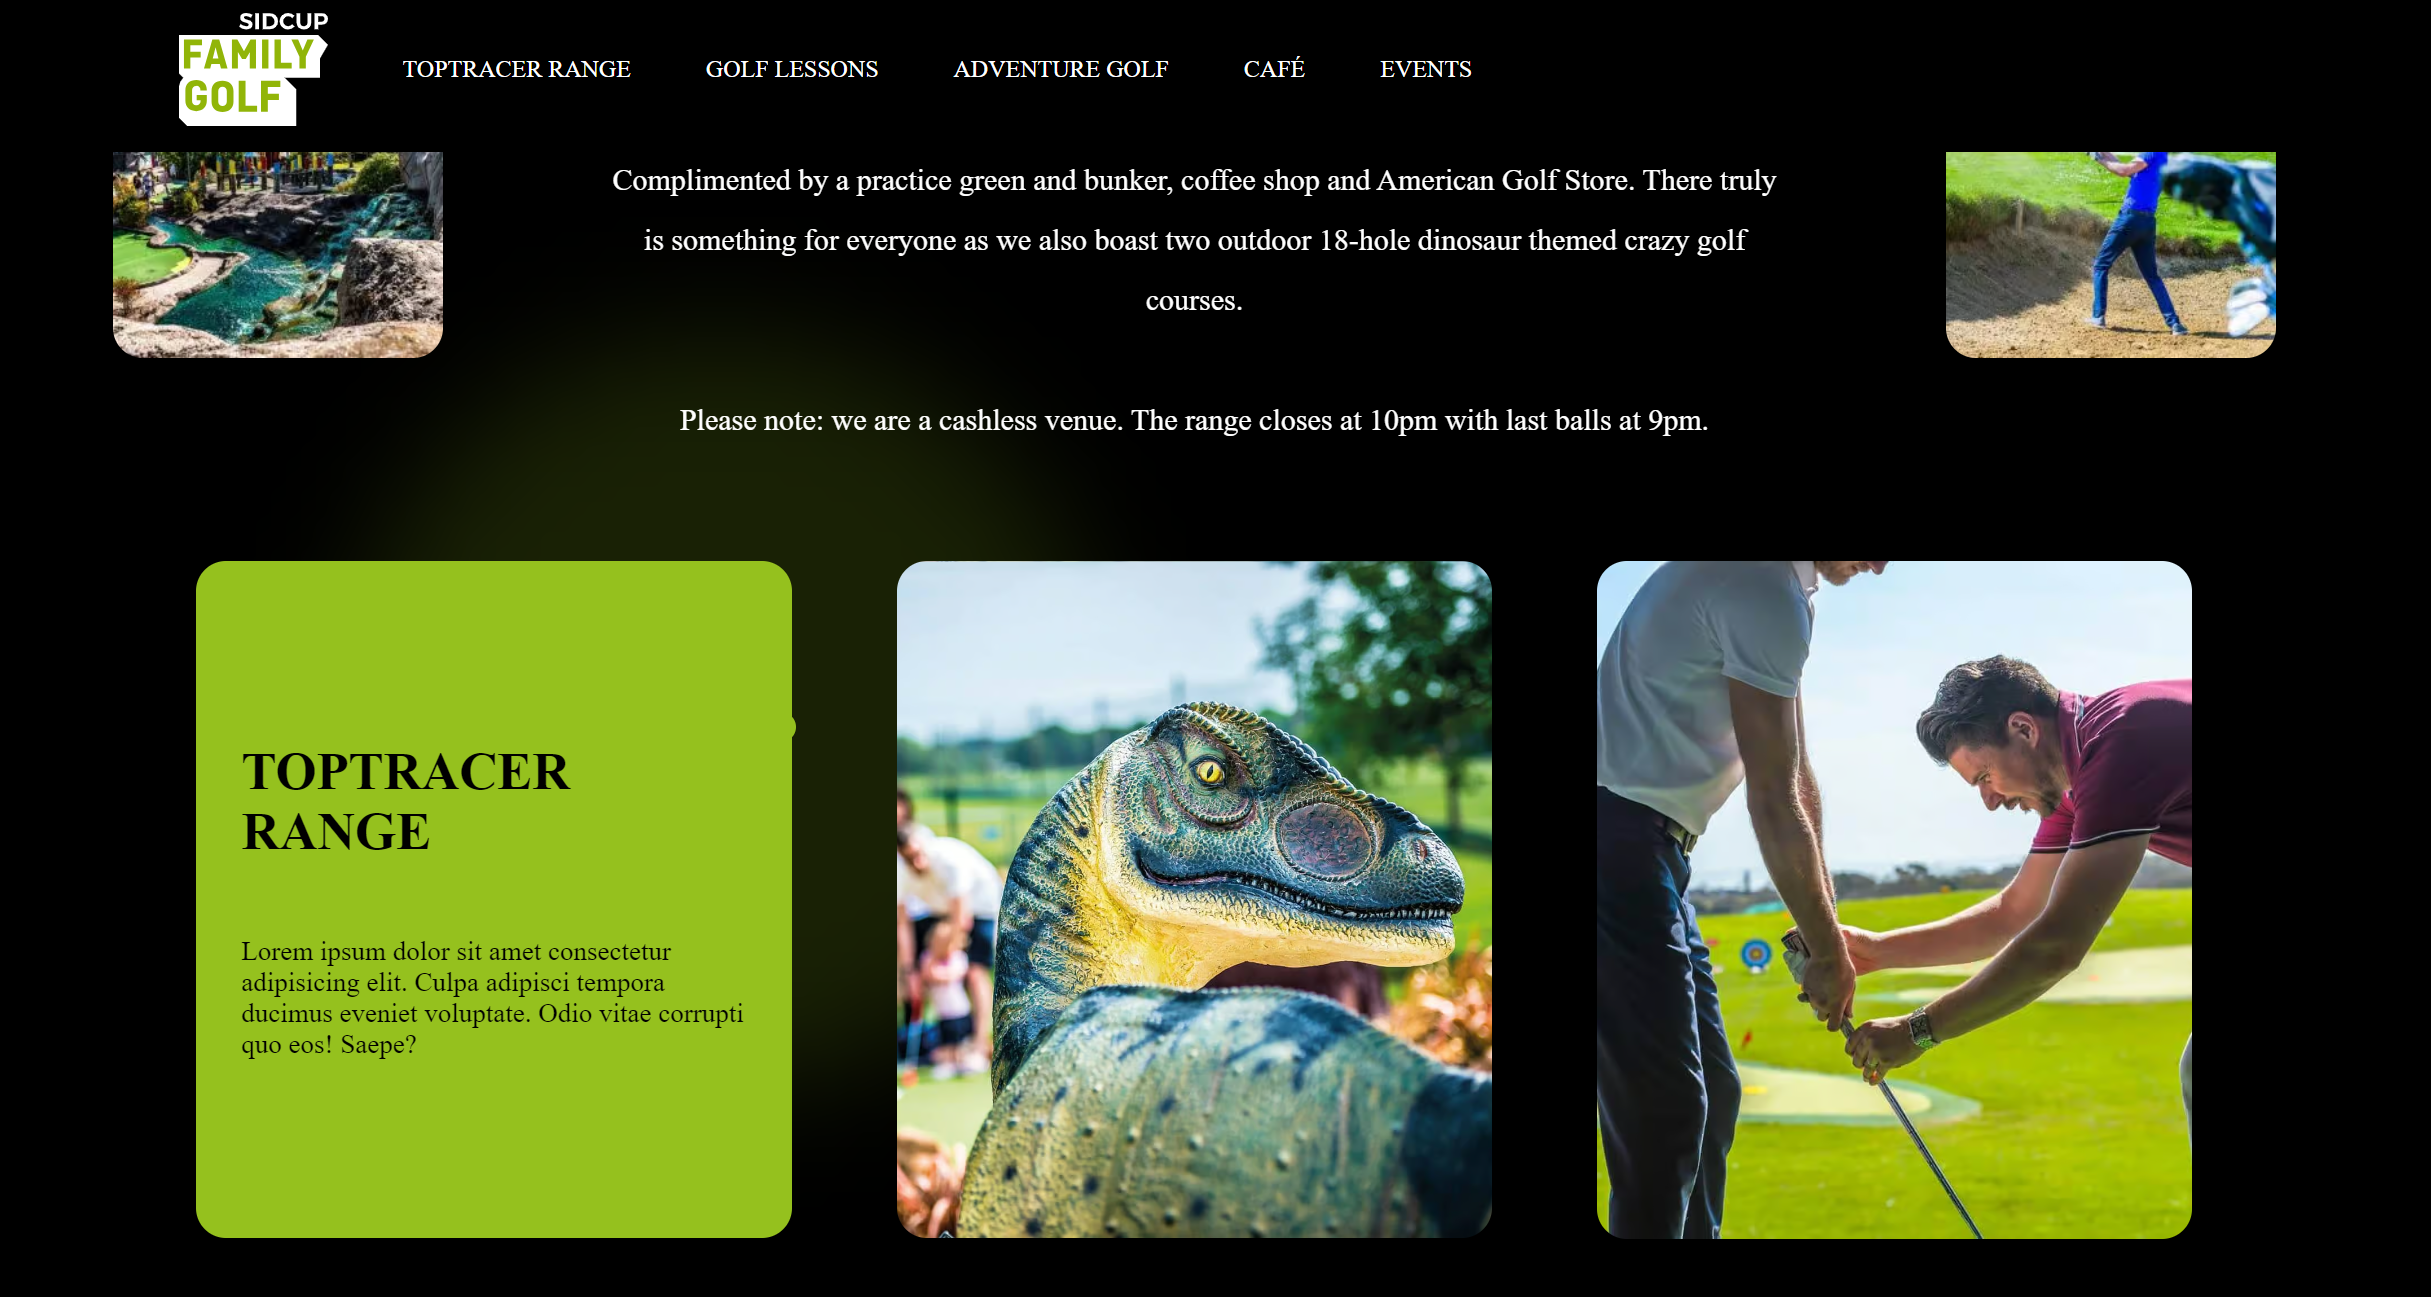 SIDCUP
FAMILY
GOLF
TOPTRACER RANGE GOLF LESSONS ADVENTURE GOLF CAFÉ EVENTS
Complimented by a practice green and bunker, coffee shop and American Golf Store. There truly
is something for everyone as we also boast two outdoor 18-hole dinosaur themed crazy golf
courses.
Please note: we are a cashless venue. The range closes at 10pm with last balls at 9pm.
TOPTRACER
RANGE
Lorem ipsum dolor sit amet consectetur
adipisicing elit. Culpa adipisci tempora
ducimus eveniet voluptate. Odio vitae corrupti
quo eos! Saepe?